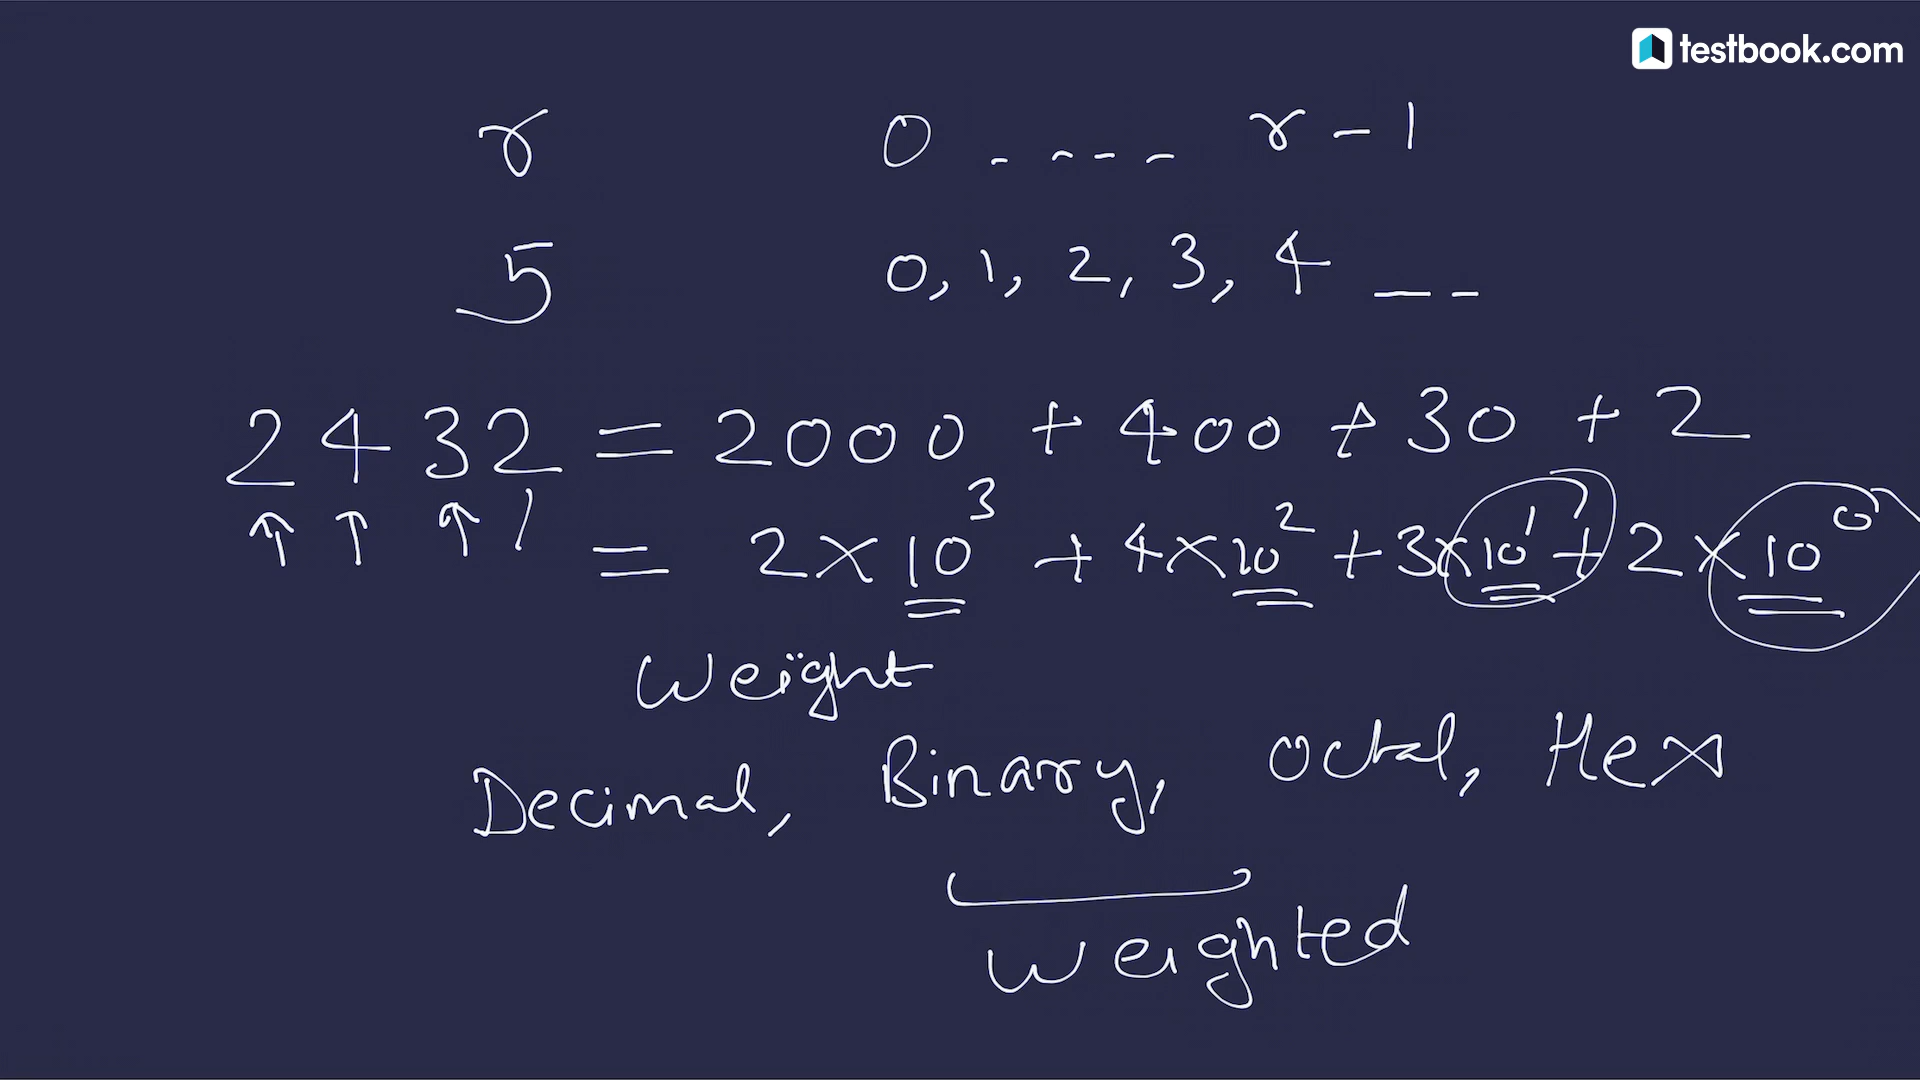 testbook.com
r 0 - - - - r - 1
5 0, 1, 2, 3, 4 - -
2432 = 2000 + 400 + 30 + 2
= 2 × 10³ + 4 × 10² + 3 × 10¹ + 2 × 10⁰
Weight
Decimal, Binary, Octal, Hex
Weighted